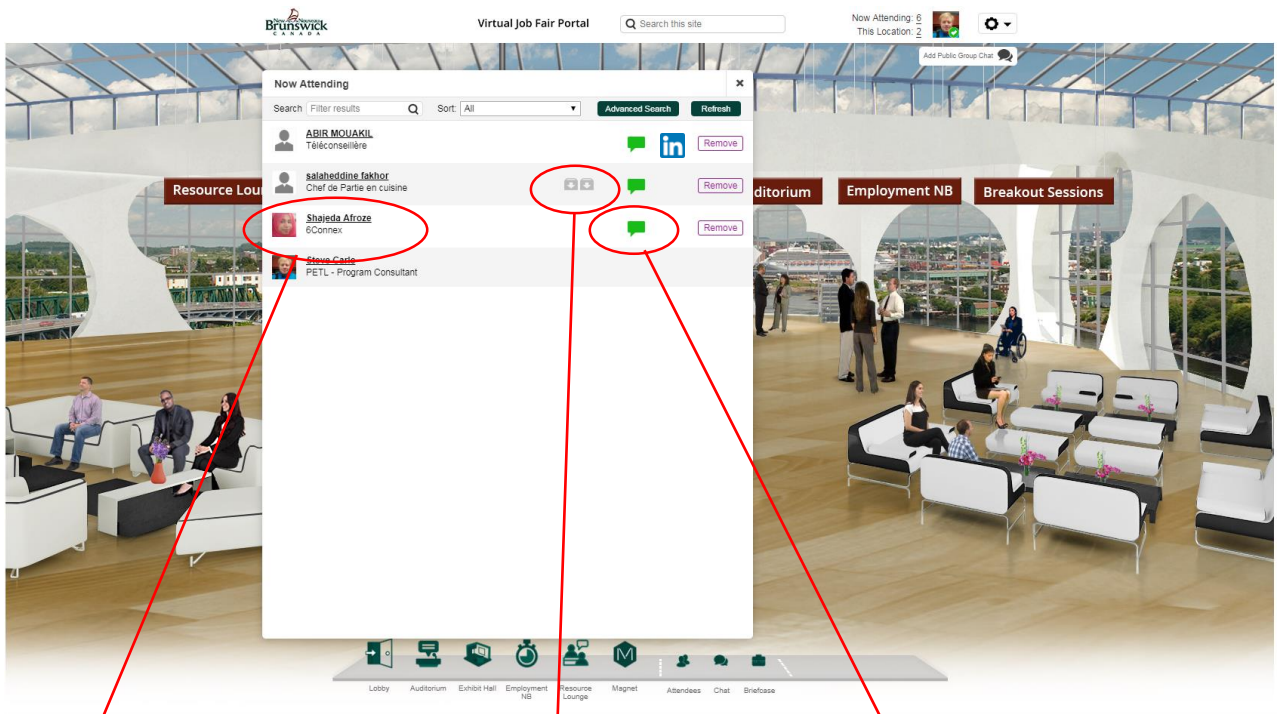 New Nouveau
Brunswick
CANADA
Virtual Job Fair Portal
Search this site
Now Attending: 6
This Location: 2
Add Public Group Chat
Now Attending
×
Search Filter results Sort: All Advanced Search Refresh
ABIR MOUAKIL
Téléconseillère
in
Remove
salaheddine fakhor
Chef de Partie en cuisine
Remove
Shajeda Afroze
6Connex
Remove
Steve Carle
PETL - Program Consultant
Resource Lou
ditorium
Employment NB
Breakout Sessions
M
Lobby
Auditorium
Exhibit Hall
Employment
NB
Resource
Lounge
Magnet
Attendees
Chat
Briefcase